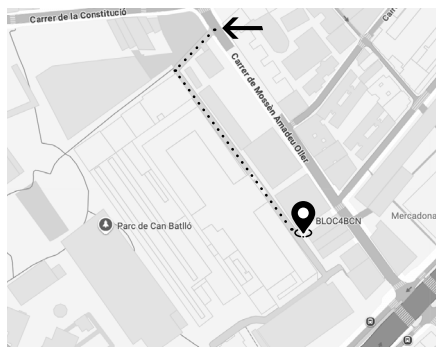 Carrer de la Constitució
Carrer de Mossèn Amadeu Oller
BLOC4BCN
Mercadona
Parc de Can Batlló